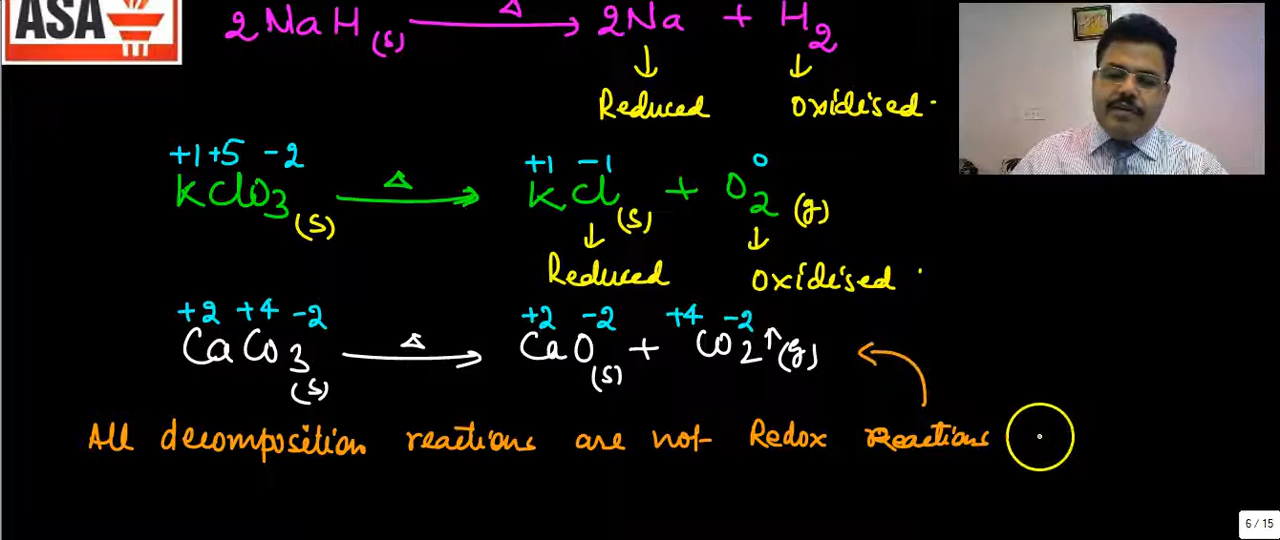 ASA
2NaH(s) —Δ→ 2Na + H2
↓ ↓
Reduced Oxidised.
+1 +5 -2 +1 -1 0
KClO3(s) —Δ→ KCl(s) + O2(g)
↓ ↓
Reduced Oxidised.
+2 +4 -2 +2 -2 +4 -2
CaCo3(s) —Δ→ CaO(s) + CO2↑(g)
All decomposition reactions are not Redox Reactions
6 / 15